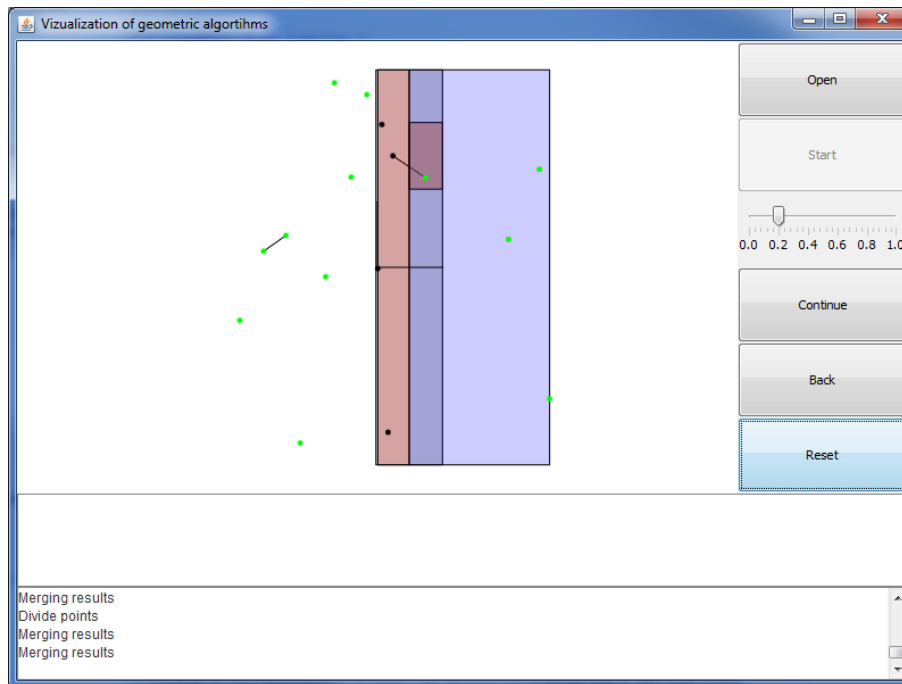 Vizualization of geometric algortihms
Open
Start
0.0 0.2 0.4 0.6 0.8 1.0
Continue
Back
Reset
Merging results
Divide points
Merging results
Merging results